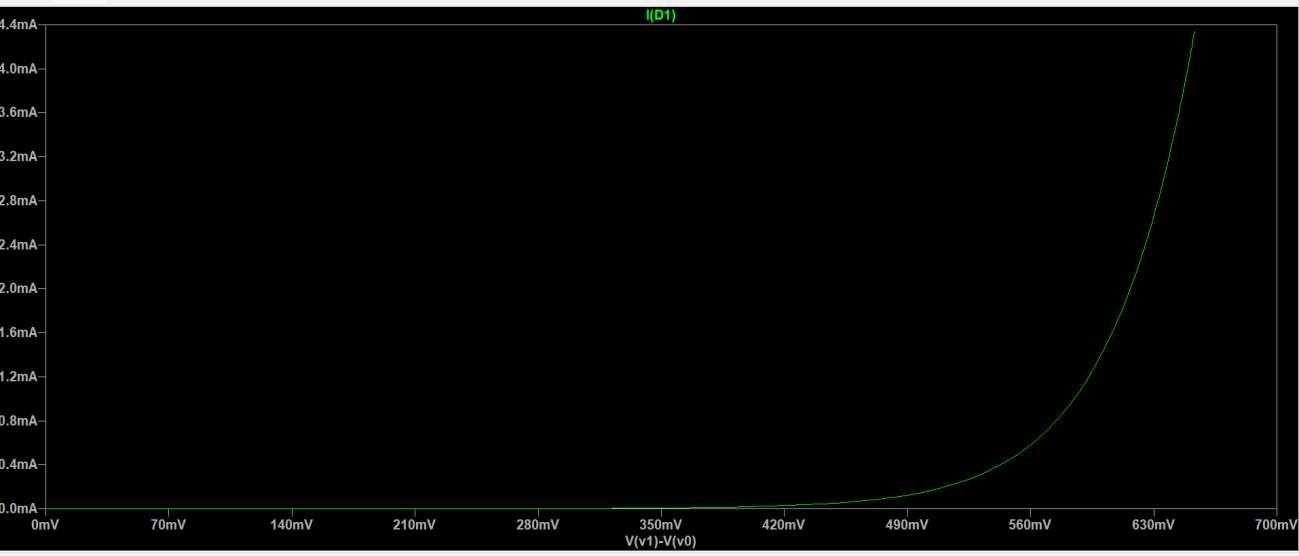 I(D1)
4.4mA
4.0mA
3.6mA
3.2mA
2.8mA
2.4mA
2.0mA
1.6mA
1.2mA
0.8mA
0.4mA
0.0mA
0mV 70mV 140mV 210mV 280mV 350mV 420mV 490mV 560mV 630mV 700mV
V(v1)-V(v0)